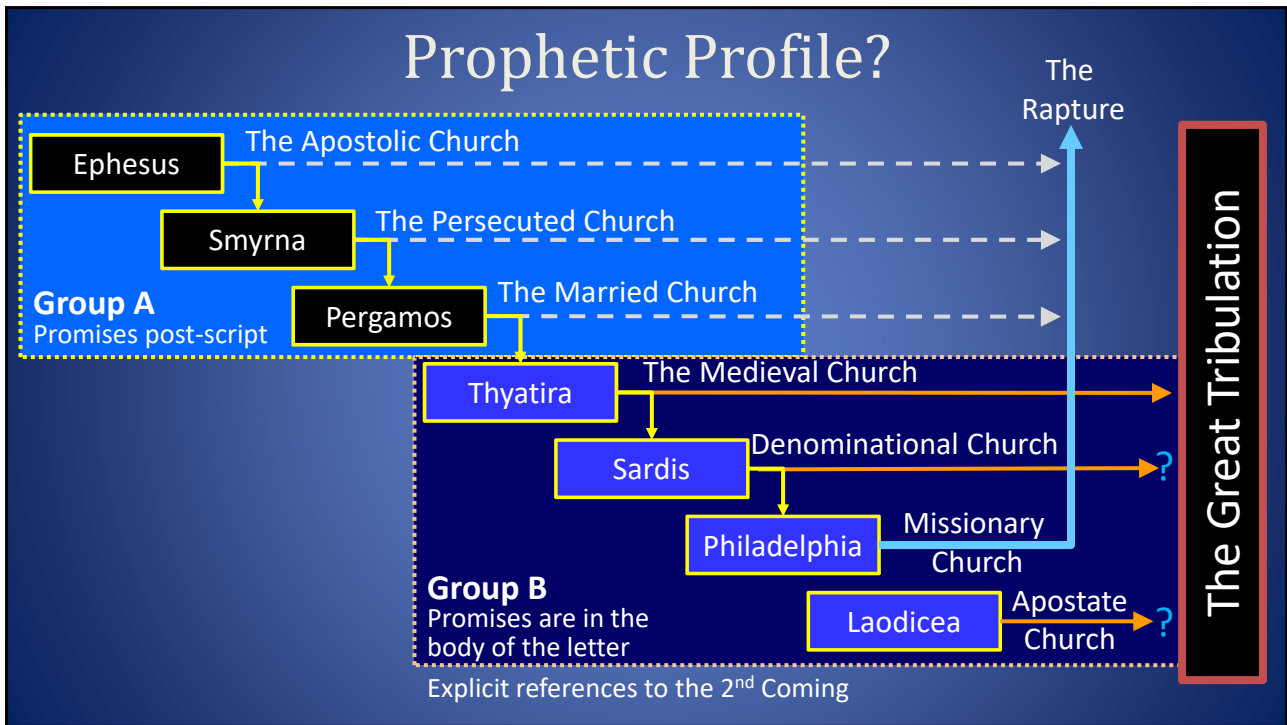 Prophetic Profile?
The
Rapture
Ephesus
The Apostolic Church
Smyrna
The Persecuted Church
Group A
Promises post-script
Pergamos
The Married Church
Thyatira
The Medieval Church
Sardis
Denominational Church
?
Philadelphia
Missionary
Church
Group B
Promises are in the
body of the letter
Laodicea
Apostate
Church
?
Explicit references to the 2nd Coming
The Great Tribulation